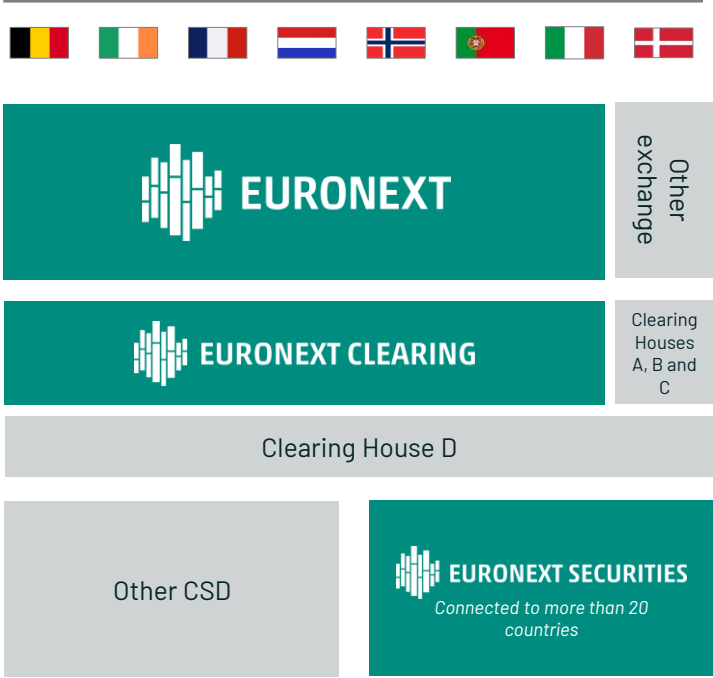 EURONEXT
Other
exchange
EURONEXT CLEARING
Clearing
Houses
A, B and
C
Clearing House D
Other CSD
EURONEXT SECURITIES
Connected to more than 20
countries